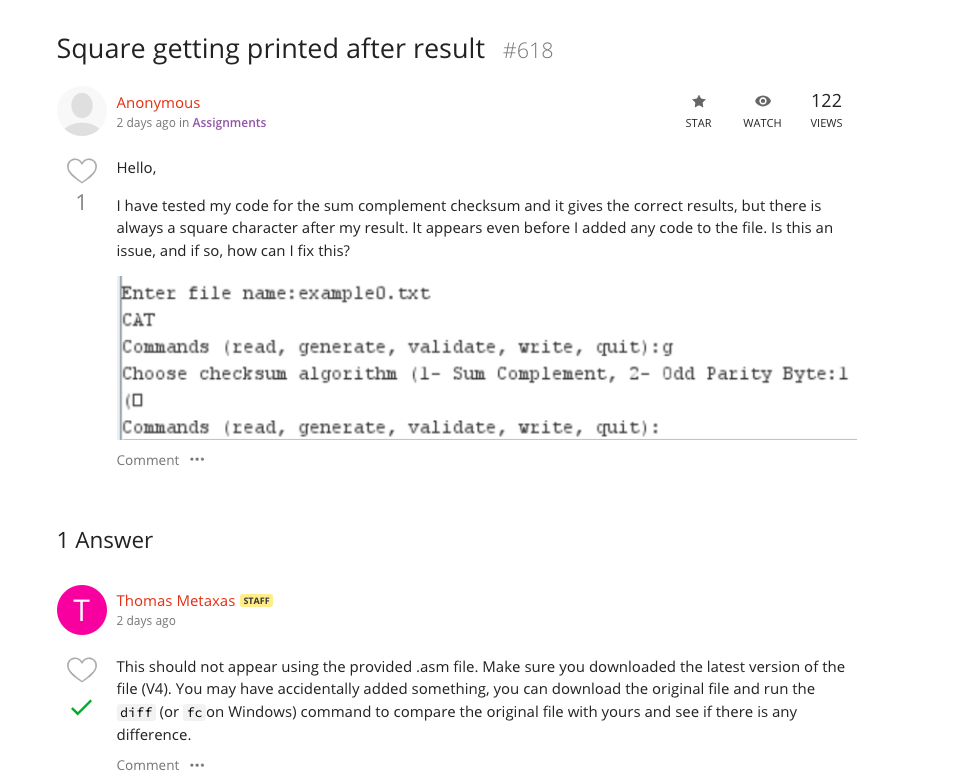 Square getting printed after result #618
Anonymous
2 days ago in Assignments
STAR
WATCH
122
VIEWS
1
Hello,
I have tested my code for the sum complement checksum and it gives the correct results, but there is
always a square character after my result. It appears even before I added any code to the file. Is this an
issue, and if so, how can I fix this?
Enter file name:example0.txt
CAT
Commands (read, generate, validate, write, quit):g
Choose checksum algorithm (1- Sum Complement, 2- Odd Parity Byte:1
(□
Commands (read, generate, validate, write, quit):
Comment ···
1 Answer
T
Thomas Metaxas STAFF
2 days ago
This should not appear using the provided .asm file. Make sure you downloaded the latest version of the
file (V4). You may have accidentally added something, you can download the original file and run the
diff (or fc on Windows) command to compare the original file with yours and see if there is any
difference.
Comment ···